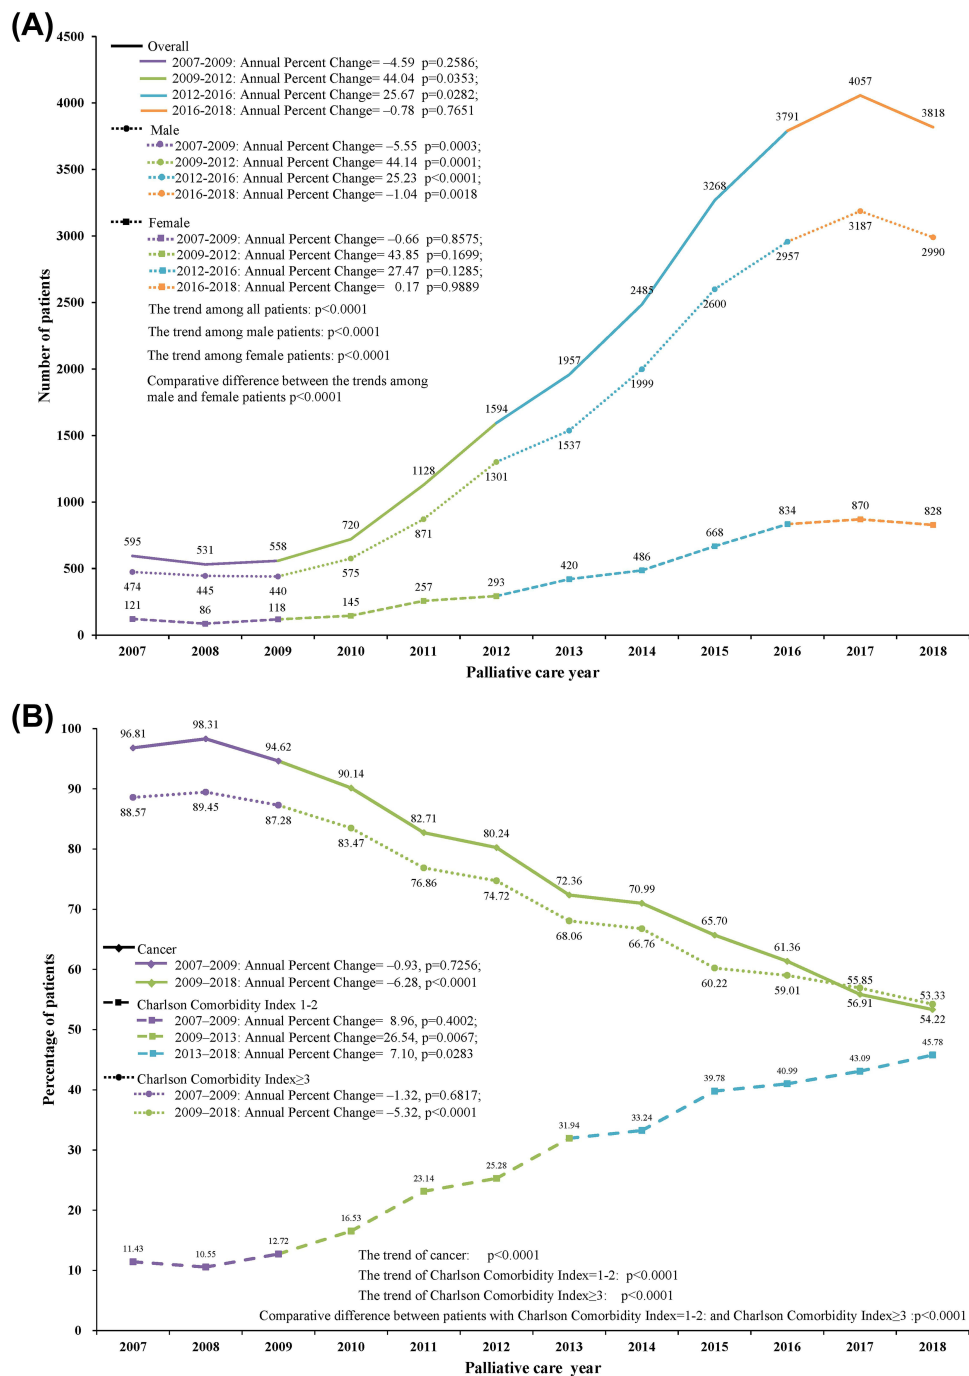 (A)
4500
4000
3500
3000
2500
2000
1500
1000
500
0
Number of patients
Overall
2007-2009: Annual Percent Change= –4.59 p=0.2586;
2009-2012: Annual Percent Change= 44.04 p=0.0353;
2012-2016: Annual Percent Change= 25.67 p=0.0282;
2016-2018: Annual Percent Change= –0.78 p=0.7651
Male
2007-2009: Annual Percent Change= –5.55 p=0.0003;
2009-2012: Annual Percent Change= 44.14 p=0.0001;
2012-2016: Annual Percent Change= 25.23 p<0.0001;
2016-2018: Annual Percent Change= –1.04 p=0.0018
Female
2007-2009: Annual Percent Change= –0.66 p=0.8575;
2009-2012: Annual Percent Change= 43.85 p=0.1699;
2012-2016: Annual Percent Change= 27.47 p=0.1285;
2016-2018: Annual Percent Change= 0.17 p=0.9889
The trend among all patients: p<0.0001
The trend among male patients: p<0.0001
The trend among female patients: p<0.0001
Comparative difference between the trends among
male and female patients p<0.0001
595 531 558 720 1128 1594 1957 2485 3268 3791 4057 3818
474 445 440 575 871 1301 1537 1999 2600 2957 3187 2990
121 86 118 145 257 293 420 486 668 834 870 828
2007 2008 2009 2010 2011 2012 2013 2014 2015 2016 2017 2018
Palliative care year
(B)
100
90
80
70
60
50
40
30
20
10
0
Percentage of patients
96.81 98.31 94.62 90.14 82.71 80.24 72.36 70.99 65.70 61.36 55.85 53.33
88.57 89.45 87.28 83.47 76.86 74.72 68.06 66.76 60.22 59.01 56.91 54.22
Cancer
2007–2009: Annual Percent Change= –0.93, p=0.7256;
2009–2018: Annual Percent Change= –6.28, p<0.0001
Charlson Comorbidity Index 1-2
2007–2009: Annual Percent Change= 8.96, p=0.4002;
2009–2013: Annual Percent Change=26.54, p=0.0067;
2013–2018: Annual Percent Change= 7.10, p=0.0283
Charlson Comorbidity Index≥3
2007–2009: Annual Percent Change= –1.32, p=0.6817;
2009–2018: Annual Percent Change= –5.32, p<0.0001
11.43 10.55 12.72 16.53 23.14 25.28 31.94 33.24 39.78 40.99 43.09 45.78
The trend of cancer: p<0.0001
The trend of Charlson Comorbidity Index=1-2: p<0.0001
The trend of Charlson Comorbidity Index≥3: p<0.0001
Comparative difference between patients with Charlson Comorbidity Index=1-2: and Charlson Comorbidity Index≥3 :p<0.0001
2007 2008 2009 2010 2011 2012 2013 2014 2015 2016 2017 2018
Palliative care year